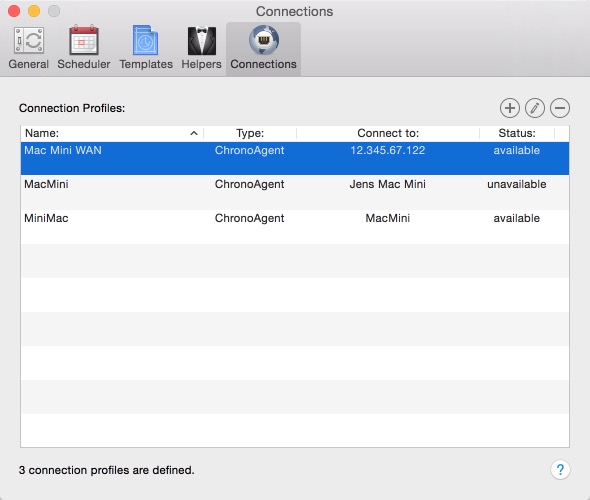 Connections
General Scheduler Templates Helpers Connections
Connection Profiles:
Name: Type: Connect to: Status:
Mac Mini WAN ChronoAgent 12.345.67.122 available
MacMini ChronoAgent Jens Mac Mini unavailable
MiniMac ChronoAgent MacMini available
3 connection profiles are defined. ?